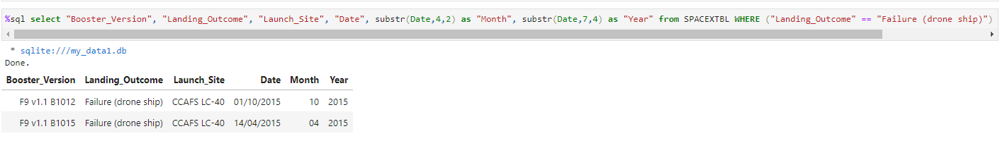 %sql select "Booster_Version", "Landing_Outcome", "Launch_Site", "Date", substr(Date,4,2) as "Month", substr(Date,7,4) as "Year" from SPACEXTBL WHERE ("Landing_Outcome" == "Failure (drone ship)")
* sqlite:///my_data1.db
Done.
Booster_Version Landing_Outcome Launch_Site Date Month Year
F9 v1.1 B1012 Failure (drone ship) CCAFS LC-40 01/10/2015 10 2015
F9 v1.1 B1015 Failure (drone ship) CCAFS LC-40 14/04/2015 04 2015